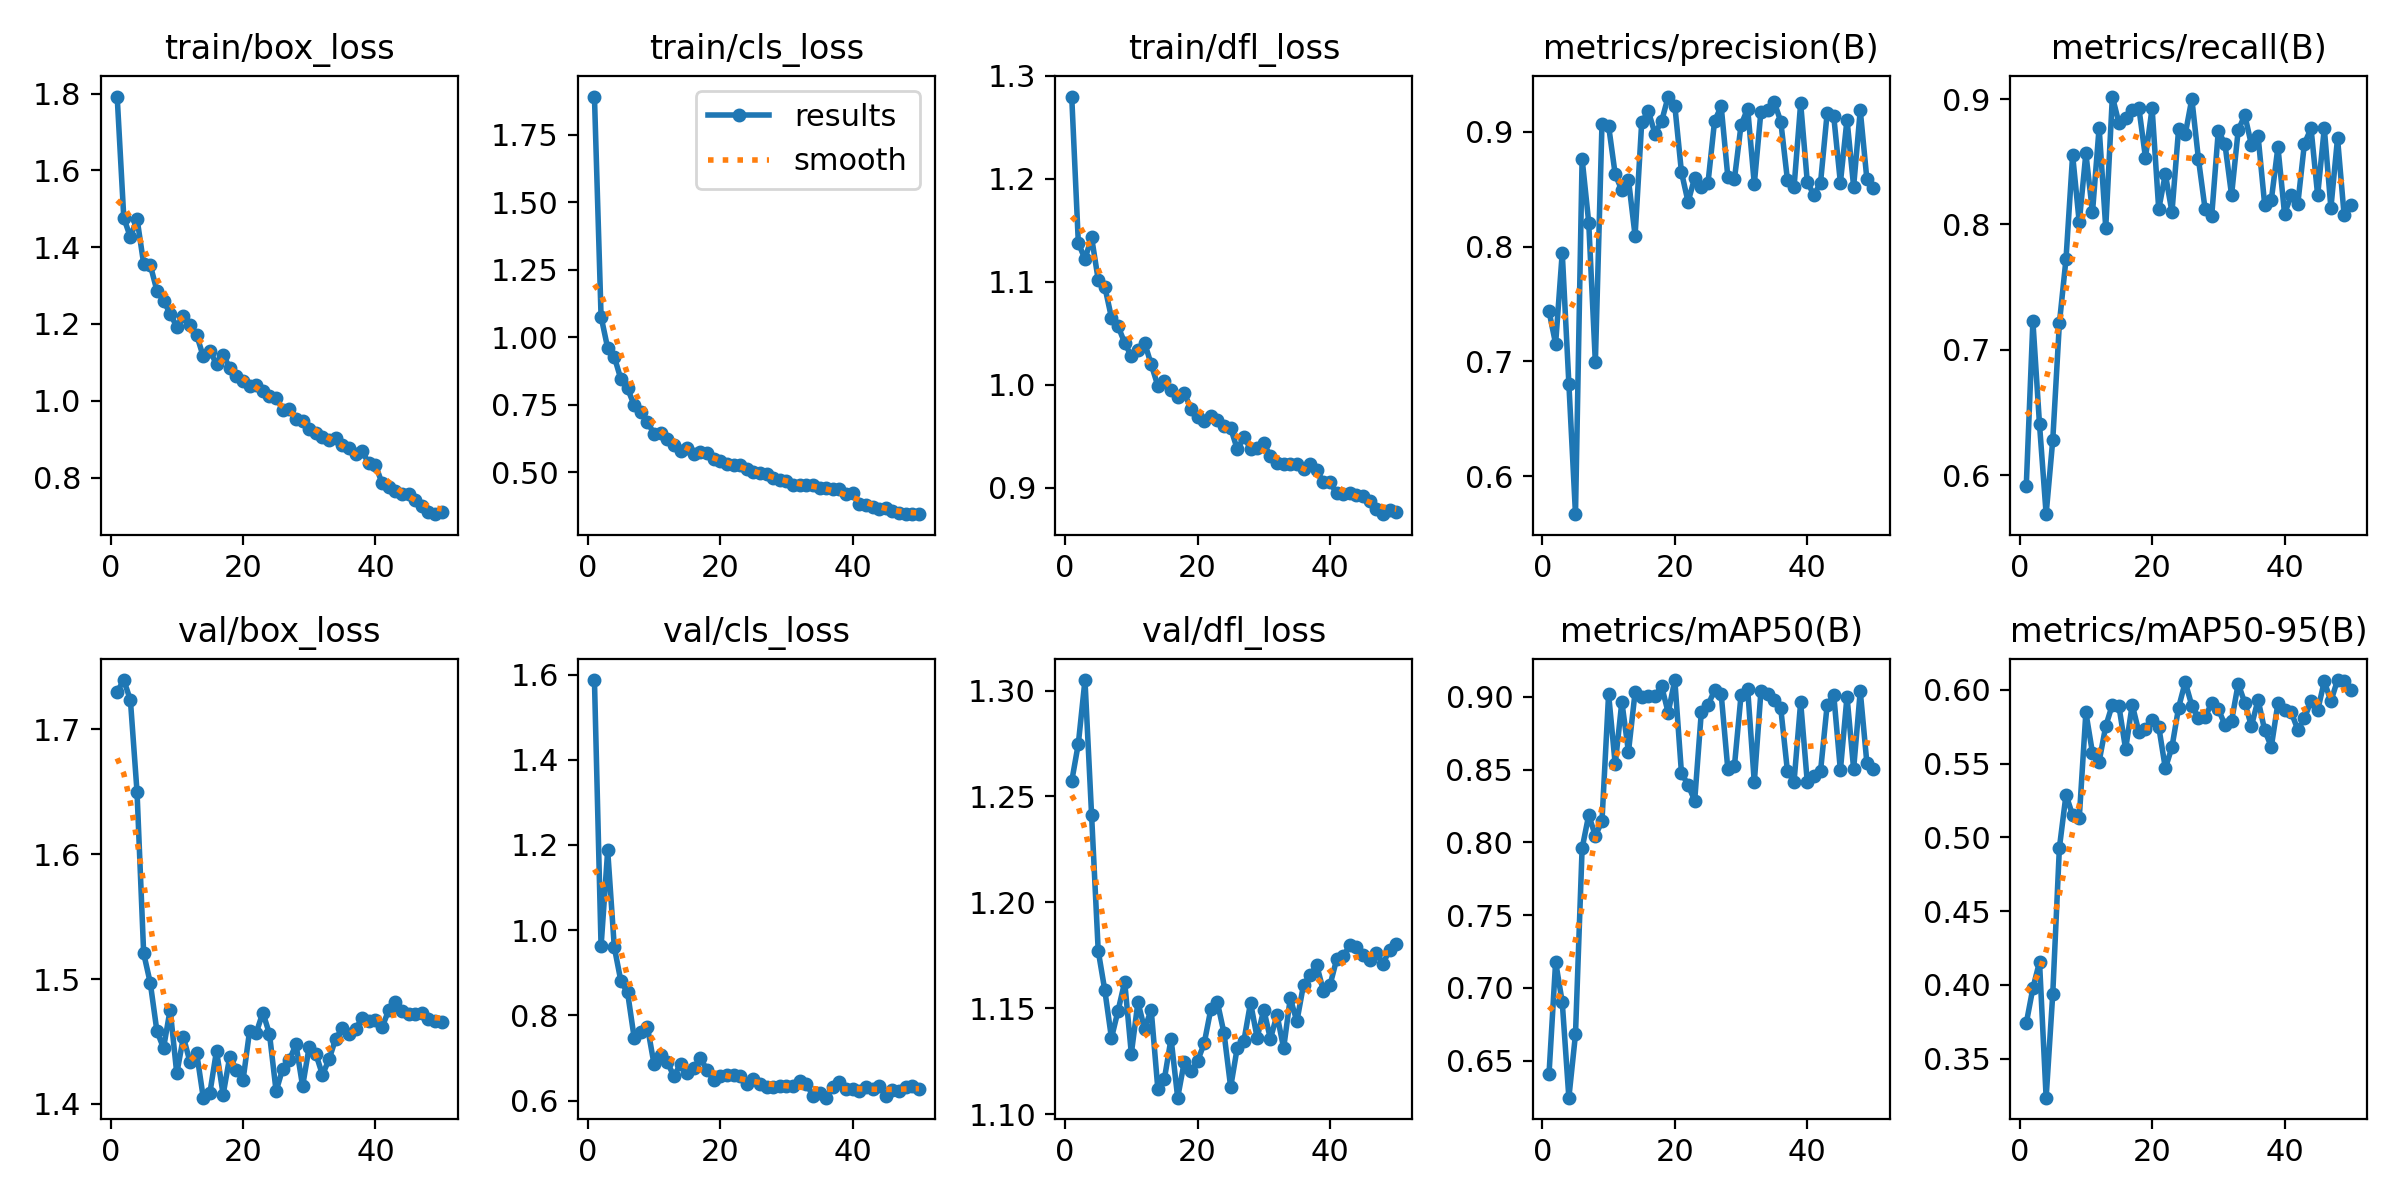 train/box_loss
1.8
1.6
1.4
1.2
1.0
0.8
0 20 40
train/cls_loss
results
smooth
1.75
1.50
1.25
1.00
0.75
0.50
0 20 40
train/dfl_loss
1.3
1.2
1.1
1.0
0.9
0 20 40
metrics/precision(B)
0.9
0.8
0.7
0.6
0 20 40
metrics/recall(B)
0.9
0.8
0.7
0.6
0 20 40
val/box_loss
1.7
1.6
1.5
1.4
0 20 40
val/cls_loss
1.6
1.4
1.2
1.0
0.8
0.6
0 20 40
val/dfl_loss
1.30
1.25
1.20
1.15
1.10
0 20 40
metrics/mAP50(B)
0.90
0.85
0.80
0.75
0.70
0.65
0 20 40
metrics/mAP50-95(B)
0.60
0.55
0.50
0.45
0.40
0.35
0 20 40